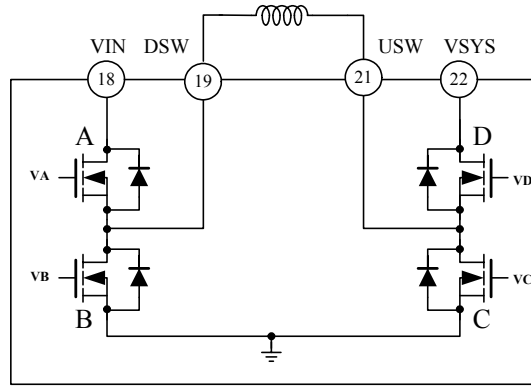 VIN DSW USW VSYS
18 19 21 22
A D
VA VD
VB VC
B C